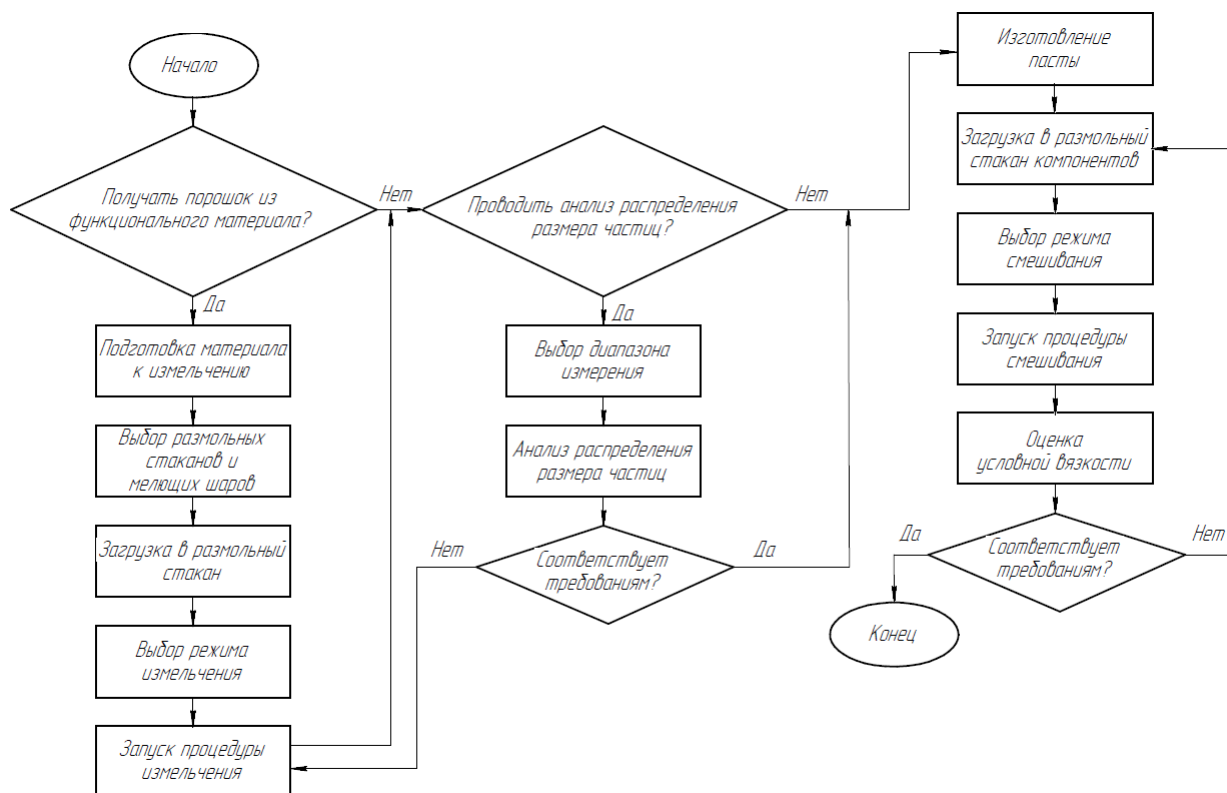 Начало
Получать порошок из
функционального материала?
Нет
Да
Подготовка материала
к измельчению
Выбор размольных
стаканов и
мелющих шаров
Загрузка в размольный
стакан
Выбор режима
измельчения
Запуск процедуры
измельчения
Проводить анализ распределения
размера частиц?
Нет
Да
Выбор диапазона
измерения
Анализ распределения
размера частиц
Нет
Соответствует
требованиям?
Да
Изготовление
пасты
Загрузка в размольный
стакан компонентов
Выбор режима
смешивания
Запуск процедуры
смешивания
Оценка
условной вязкости
Да
Соответствует
требованиям?
Нет
Конец